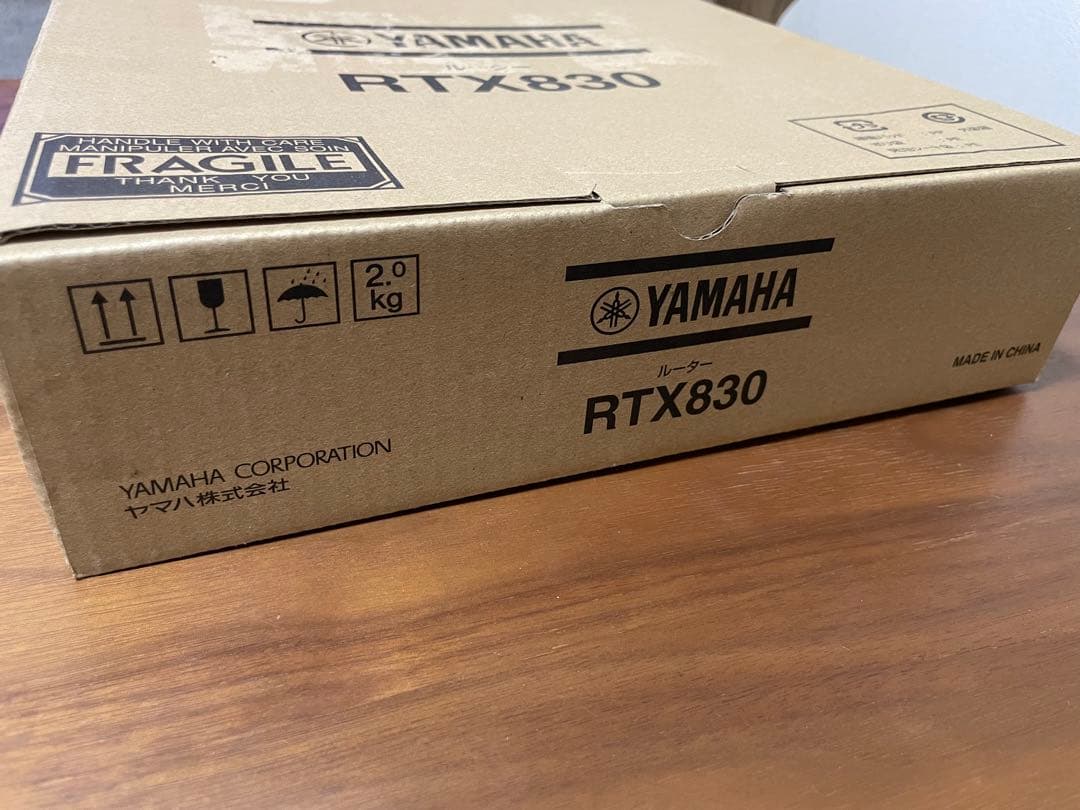 YAMAHA
ルーター
RTX830
HANDLE WITH CARE
MANIPULER AVEC SOIN
FRAGILE
THANK YOU
MERCI
2.0
kg
YAMAHA
ルーター
RTX830
MADE IN CHINA
YAMAHA CORPORATION
ヤマハ株式会社